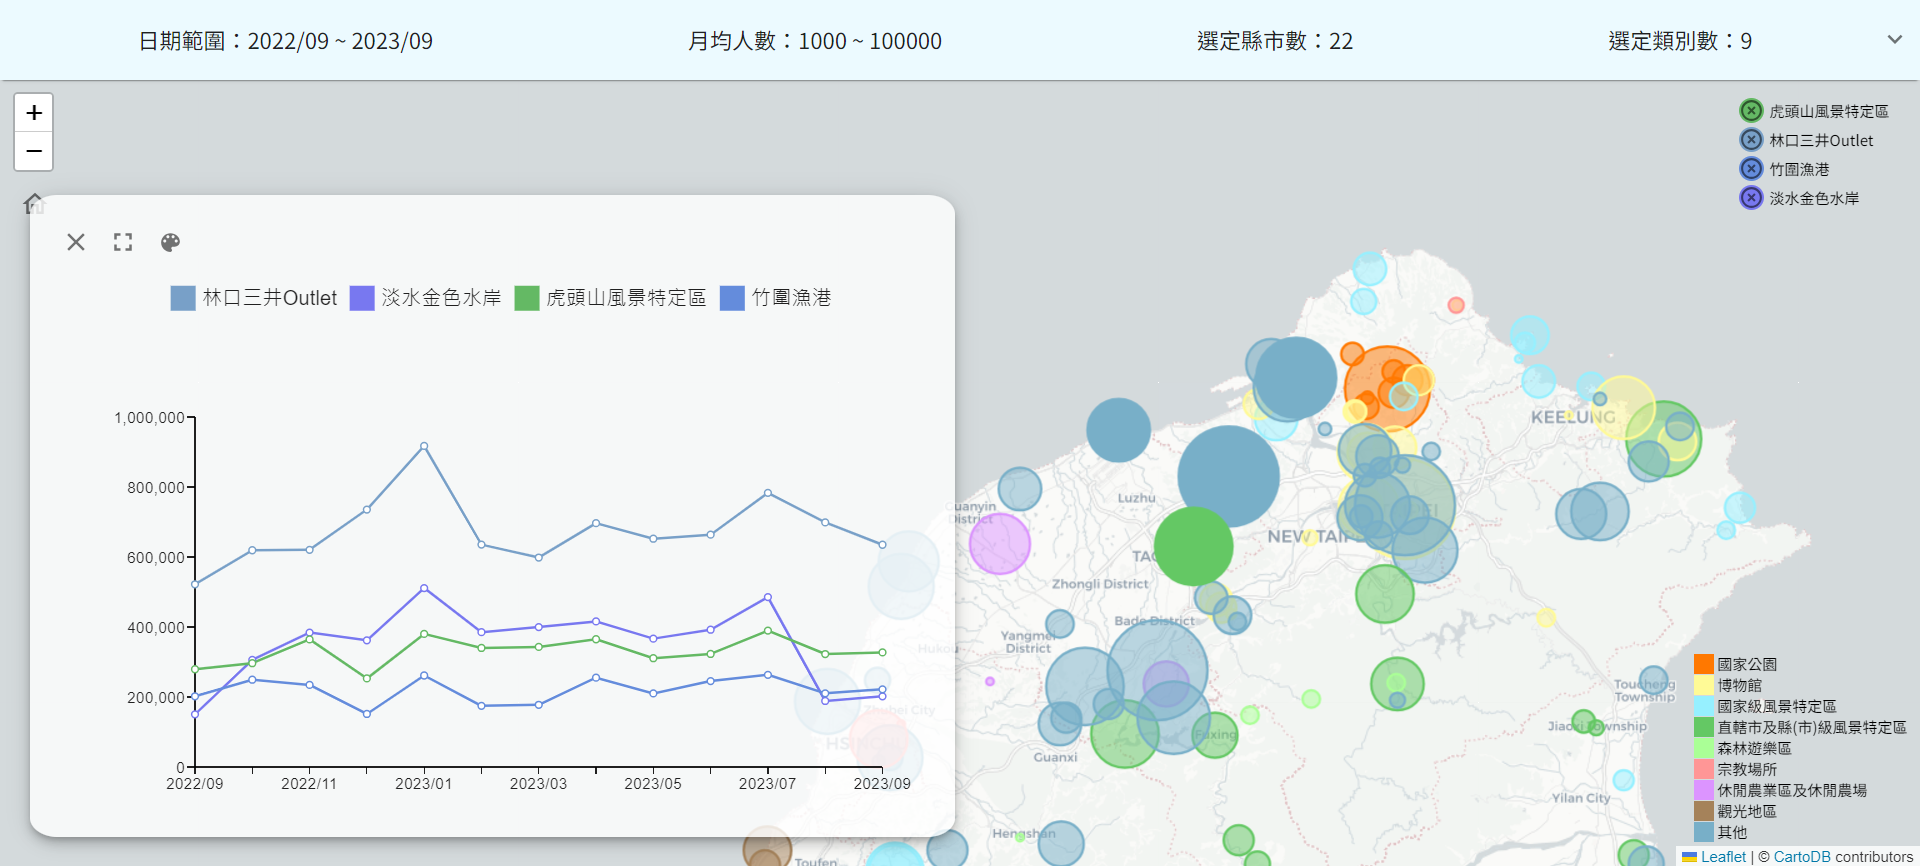 日期範圍：2022/09 ~ 2023/09
月均人數：1000 ~ 100000
選定縣市數：22
選定類別數：9
+
−
虎頭山風景特定區
林口三井Outlet
竹圍漁港
淡水金色水岸
林口三井Outlet
淡水金色水岸
虎頭山風景特定區
竹圍漁港
1,000,000
800,000
600,000
400,000
200,000
0
2022/09
2022/11
2023/01
2023/03
2023/05
2023/07
2023/09
KEELUNG
Luzhu
Guanyin
District
NEW TAIP
EI
TAO
Zhongli District
Bade District
Yangmei
District
Hukou
Zhubei City
HSINCHU
Guanxi
Fuxing
Toucheng
Township
Jiaoxi Township
Yilan City
Hengshan
Toufen
國家公園
博物館
國家級風景特定區
直轄市及縣(市)級風景特定區
森林遊樂區
宗教場所
休閒農業區及休閒農場
觀光地區
其他
Leaflet | © CartoDB contributors